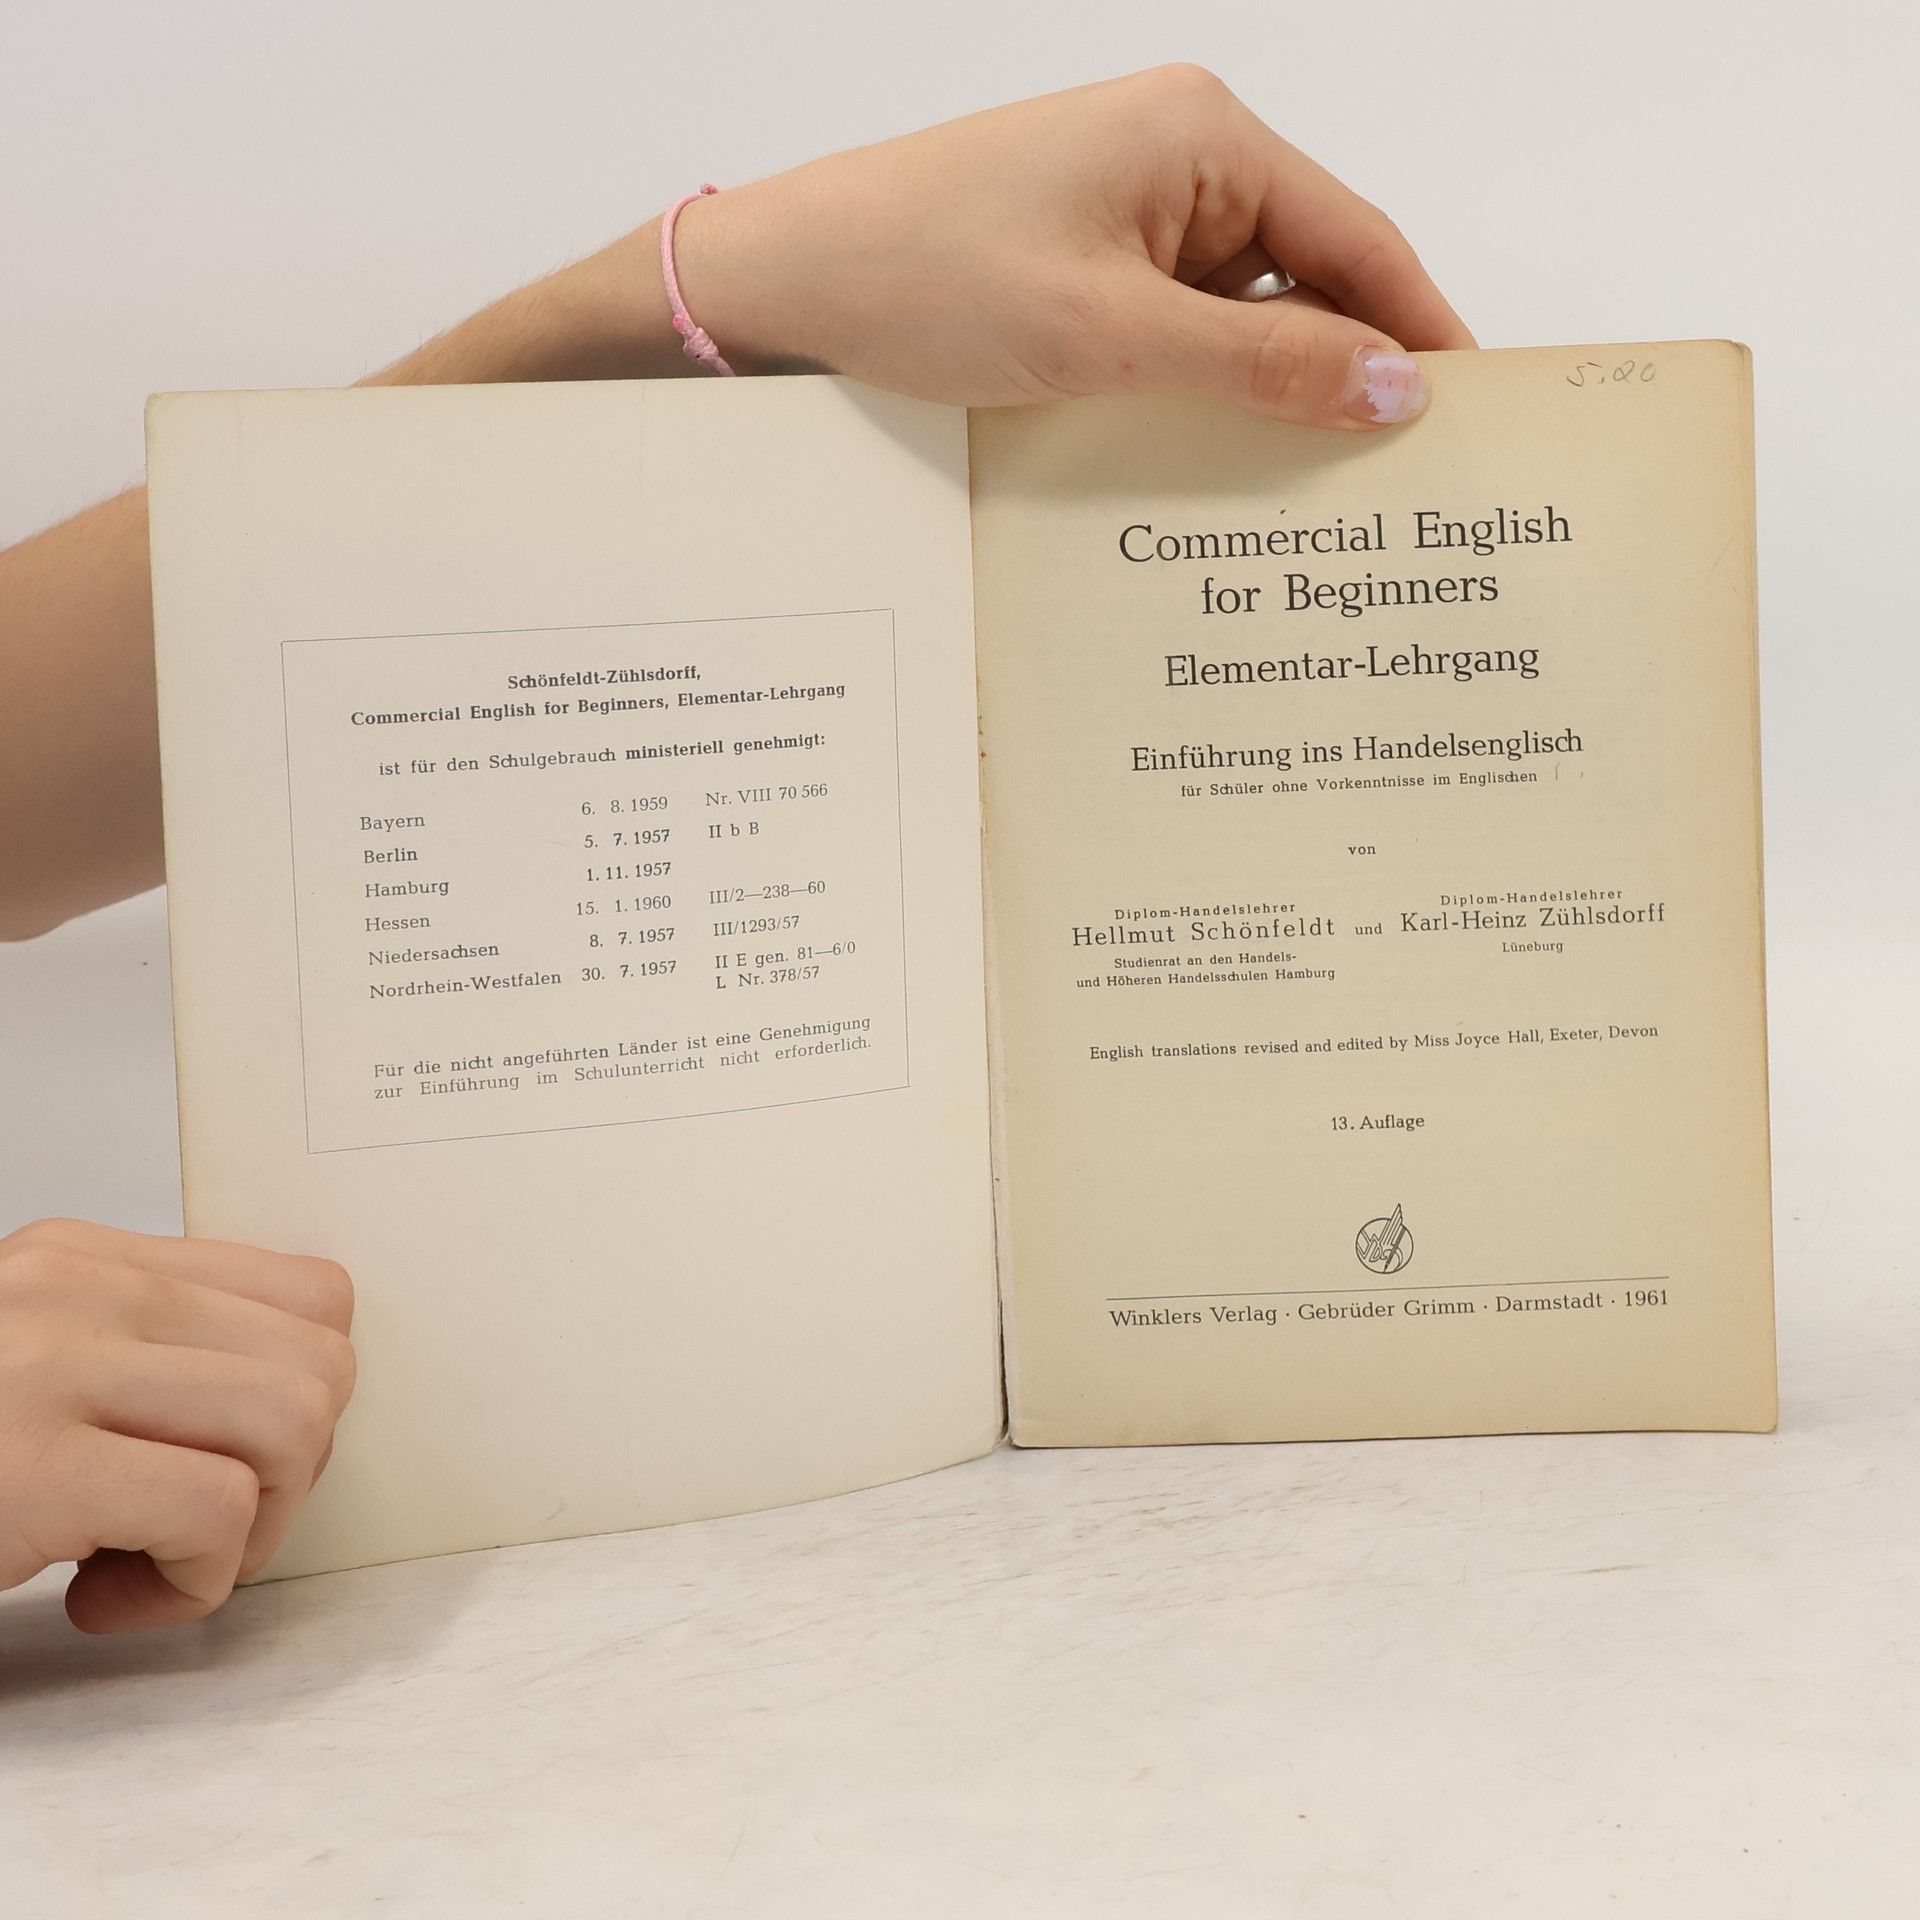 Schönfeldt-Zühlsdorff,
Commercial English for Beginners, Elementar-Lehrgang
ist für den Schulgebrauch ministeriell genehmigt:
Bayern 6. 8. 1959 Nr. VIII 70 566
Berlin 5. 7. 1957 II b B
Hamburg 1. 11. 1957
Hessen 15. 1. 1960 III/2—238—60
Niedersachsen 8. 7. 1957 III/1293/57
Nordrhein-Westfalen 30. 7. 1957 II E gen. 81—6/0
L Nr. 378/57
Für die nicht angeführten Länder ist eine Genehmigung
zur Einführung im Schulunterricht nicht erforderlich.
5.20
Commercial English
for Beginners
Elementar-Lehrgang
Einführung ins Handelsenglisch
für Schüler ohne Vorkenntnisse im Englischen
von
Diplom-Handelslehrer
Hellmut Schönfeldt
Studienrat an den Handels-
und Höheren Handelsschulen Hamburg
und
Diplom-Handelslehrer
Karl-Heinz Zühlsdorff
Lüneburg
English translations revised and edited by Miss Joyce Hall, Exeter, Devon
13. Auflage
Winklers Verlag · Gebrüder Grimm · Darmstadt · 1961